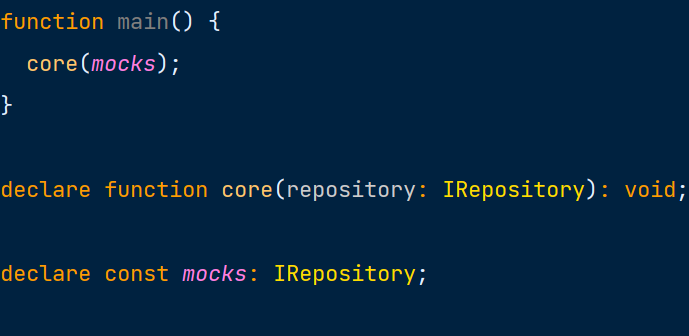 function main() {
  core(mocks);
}
declare function core(repository: IRepository): void;
declare const mocks: IRepository;